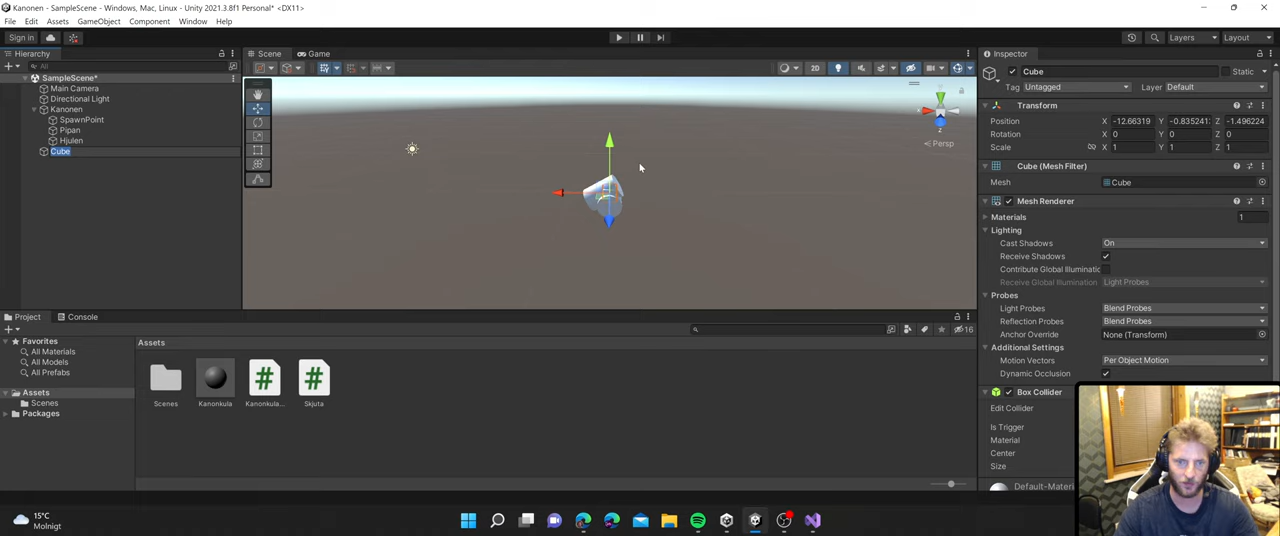 Kanonen - SampleScene - Windows, Mac, Linux - Unity 2021.3.8f1 Personal* <DX11>
File Edit Assets GameObject Component Window Help
Sign in
Layers
Layout
Hierarchy
All
SampleScene*
Main Camera
Directional Light
Kanonen
SpawnPoint
Pipan
Hjulen
Cube
Scene
Game
2D
z
Persp
Inspector
Cube
Static
Tag Untagged
Layer Default
Transform
Position X -12.66319 Y -0.835241 Z -1.496224
Rotation X 0 Y 0 Z 0
Scale X 1 Y 1 Z 1
Cube (Mesh Filter)
Mesh Cube
Mesh Renderer
Materials 1
Lighting
Cast Shadows On
Receive Shadows
Contribute Global Illuminatic
Receive Global Illumination Light Probes
Probes
Light Probes Blend Probes
Reflection Probes Blend Probes
Anchor Override None (Transform)
Additional Settings
Motion Vectors Per Object Motion
Dynamic Occlusion
Box Collider
Edit Collider
Is Trigger
Material
Center
Size
Default-Materi
Project
Console
16
Favorites
All Materials
All Models
All Prefabs
Assets
Scenes
Packages
Assets
Scenes
Kanonkula
Kanonkula...
Skjuta
15°C
Molnigt